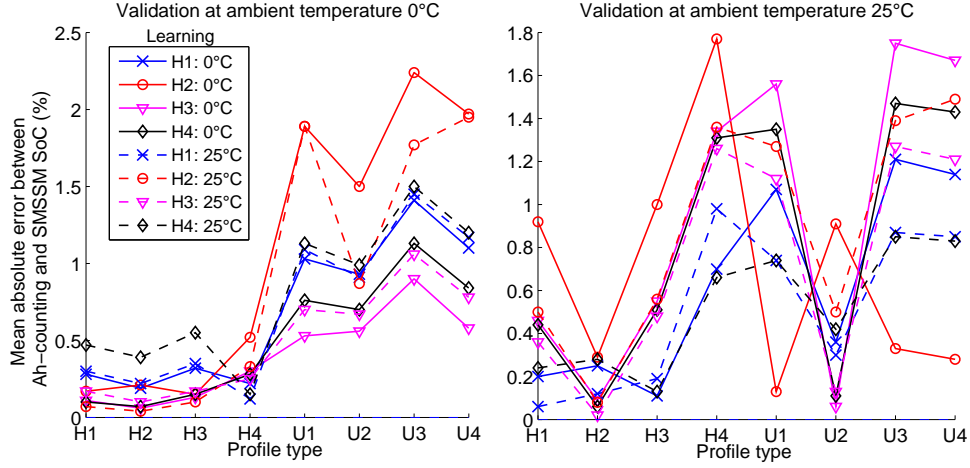 Validation at ambient temperature 0°C
Validation at ambient temperature 25°C
Mean absolute error between
Ah−counting and SMSSM SoC (%)
2.5
2
1.5
1
0.5
0
Learning
H1: 0°C
H2: 0°C
H3: 0°C
H4: 0°C
H1: 25°C
H2: 25°C
H3: 25°C
H4: 25°C
H1 H2 H3 H4 U1 U2 U3 U4
Profile type
1.8
1.6
1.4
1.2
1
0.8
0.6
0.4
0.2
0
H1 H2 H3 H4 U1 U2 U3 U4
Profile type